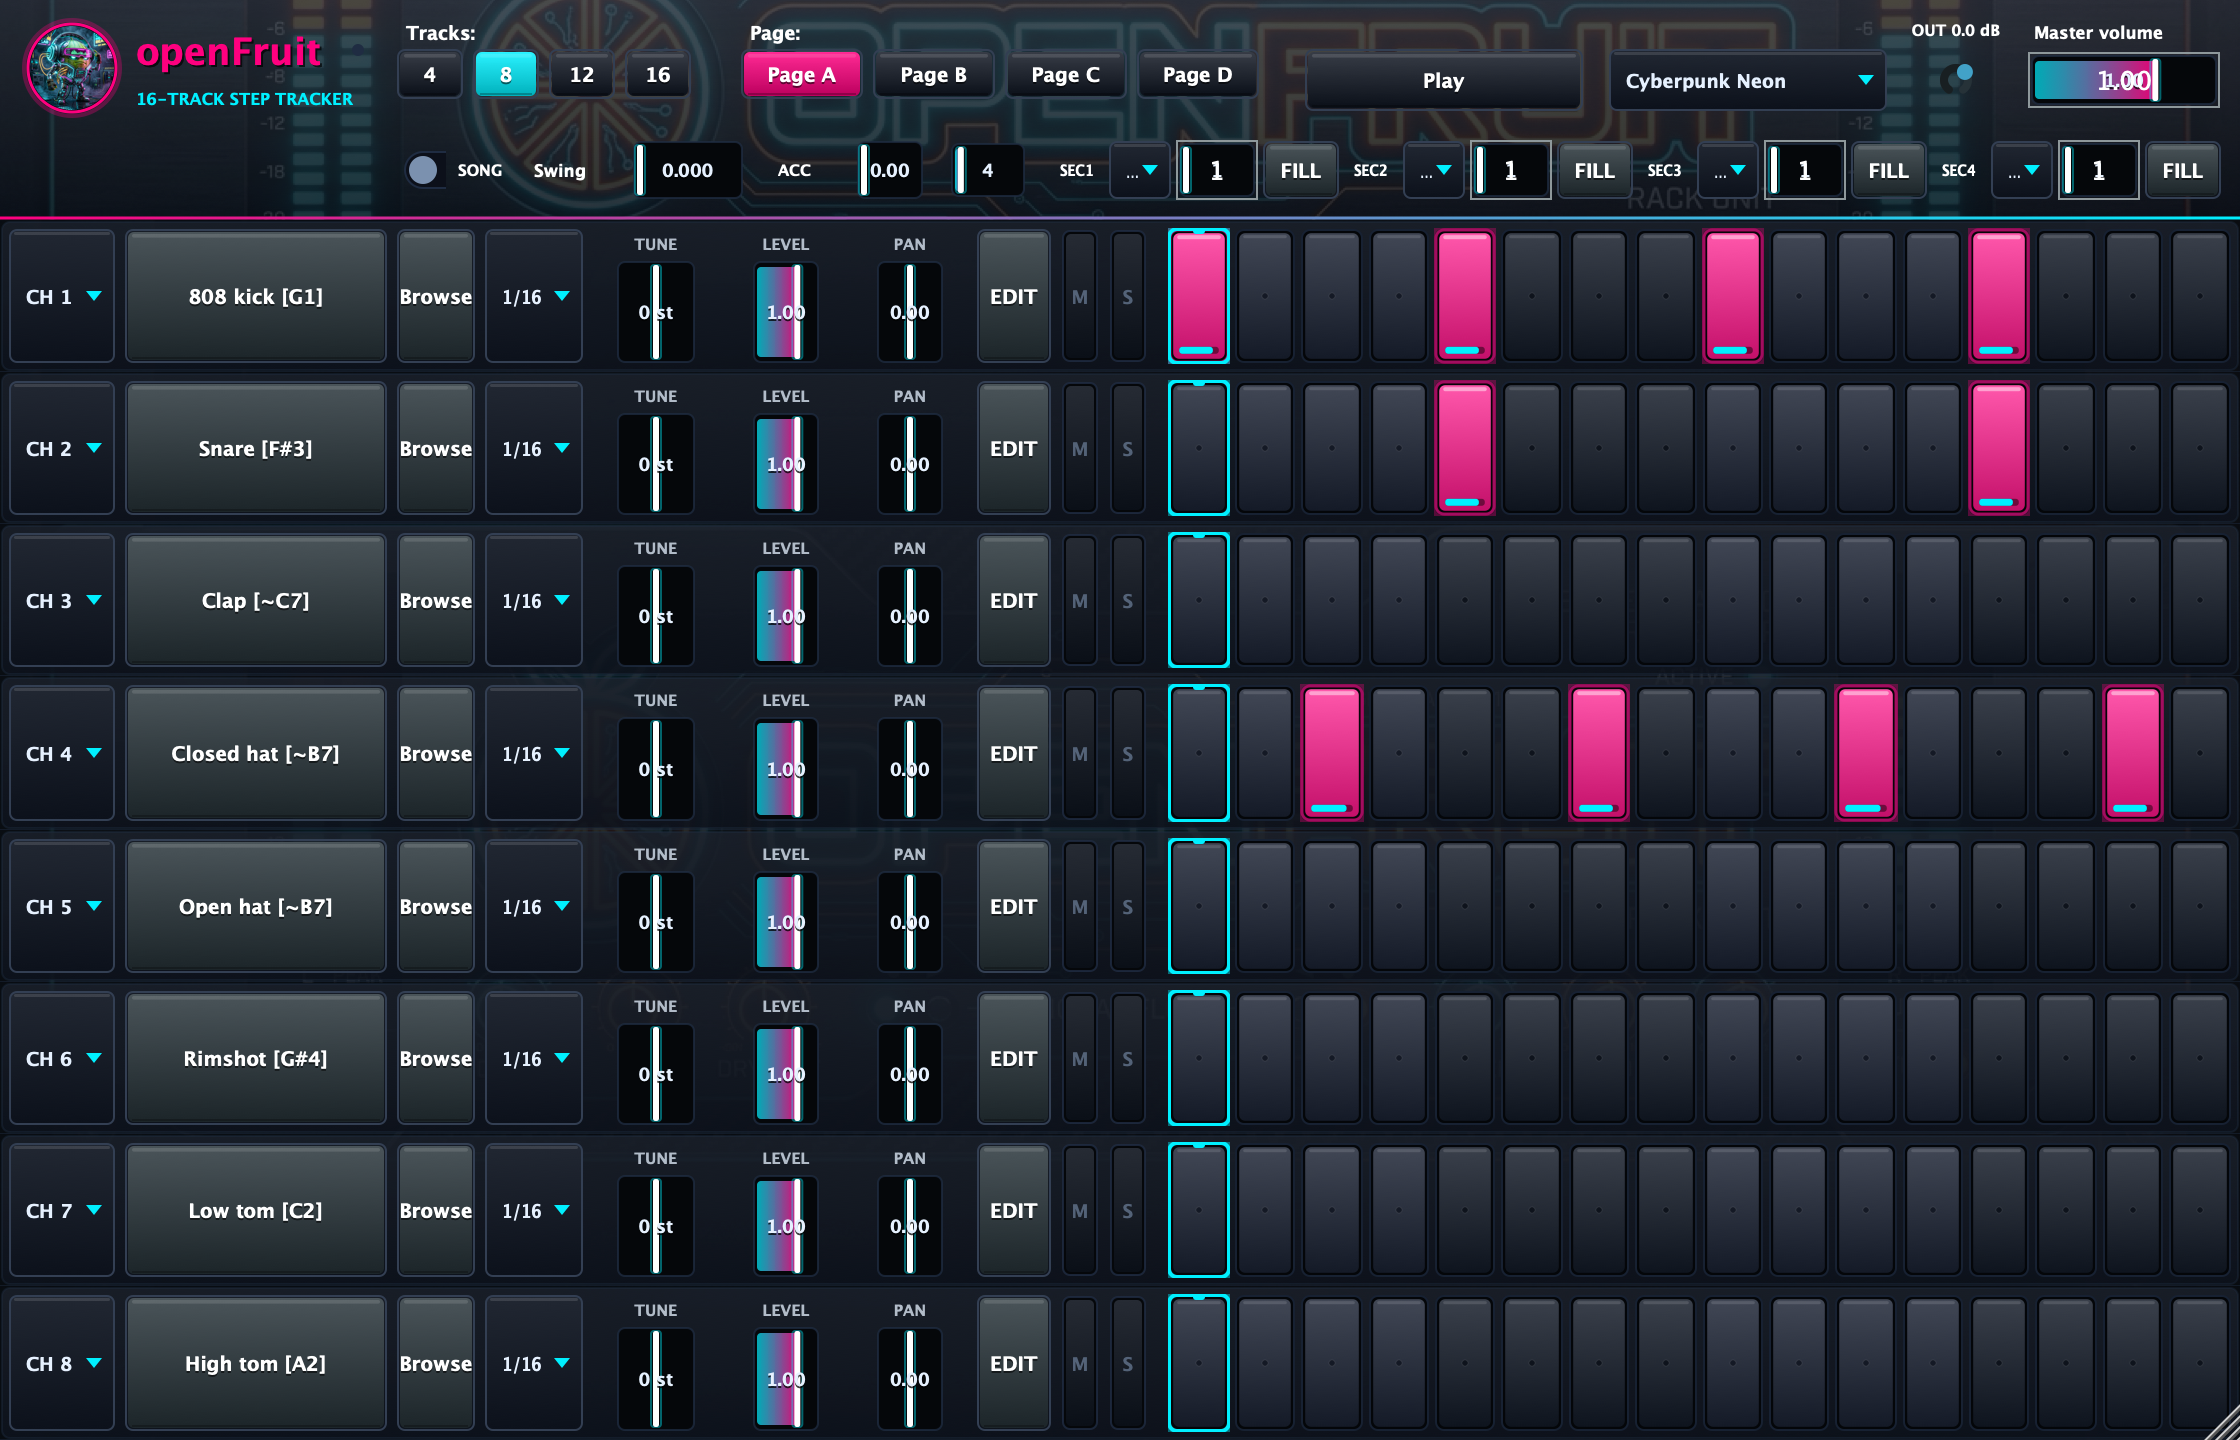 openFruit
16-TRACK STEP TRACKER
Tracks:
4 8 12 16
Page:
Page A Page B Page C Page D
Play
Cyberpunk Neon
OUT 0.0 dB
Master volume
1.00
SONG Swing 0.000 ACC 0.00 4 SEC1 ... 1 FILL SEC2 ... 1 FILL SEC3 ... 1 FILL SEC4 ... 1 FILL
TUNE LEVEL PAN
CH 1 808 kick [G1] Browse 1/16 0 st 1.00 0.00 EDIT M S
TUNE LEVEL PAN
CH 2 Snare [F#3] Browse 1/16 0 st 1.00 0.00 EDIT M S
TUNE LEVEL PAN
CH 3 Clap [~C7] Browse 1/16 0 st 1.00 0.00 EDIT M S
TUNE LEVEL PAN
CH 4 Closed hat [~B7] Browse 1/16 0 st 1.00 0.00 EDIT M S
TUNE LEVEL PAN
CH 5 Open hat [~B7] Browse 1/16 0 st 1.00 0.00 EDIT M S
TUNE LEVEL PAN
CH 6 Rimshot [G#4] Browse 1/16 0 st 1.00 0.00 EDIT M S
TUNE LEVEL PAN
CH 7 Low tom [C2] Browse 1/16 0 st 1.00 0.00 EDIT M S
TUNE LEVEL PAN
CH 8 High tom [A2] Browse 1/16 0 st 1.00 0.00 EDIT M S